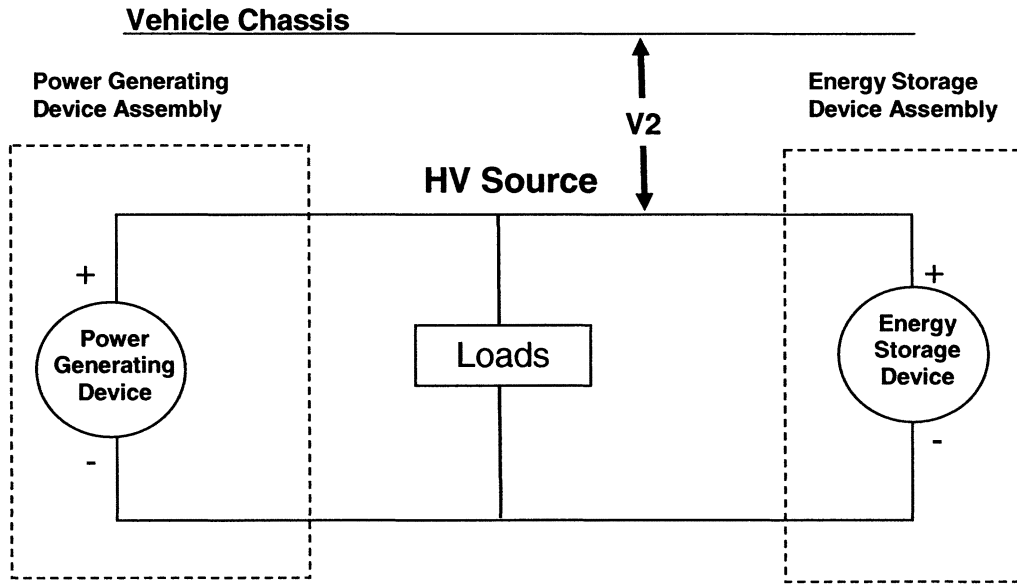 Vehicle Chassis
Power Generating
Device Assembly
Energy Storage
Device Assembly
V2
HV Source
+
Power
Generating
Device
-
Loads
+
Energy
Storage
Device
-